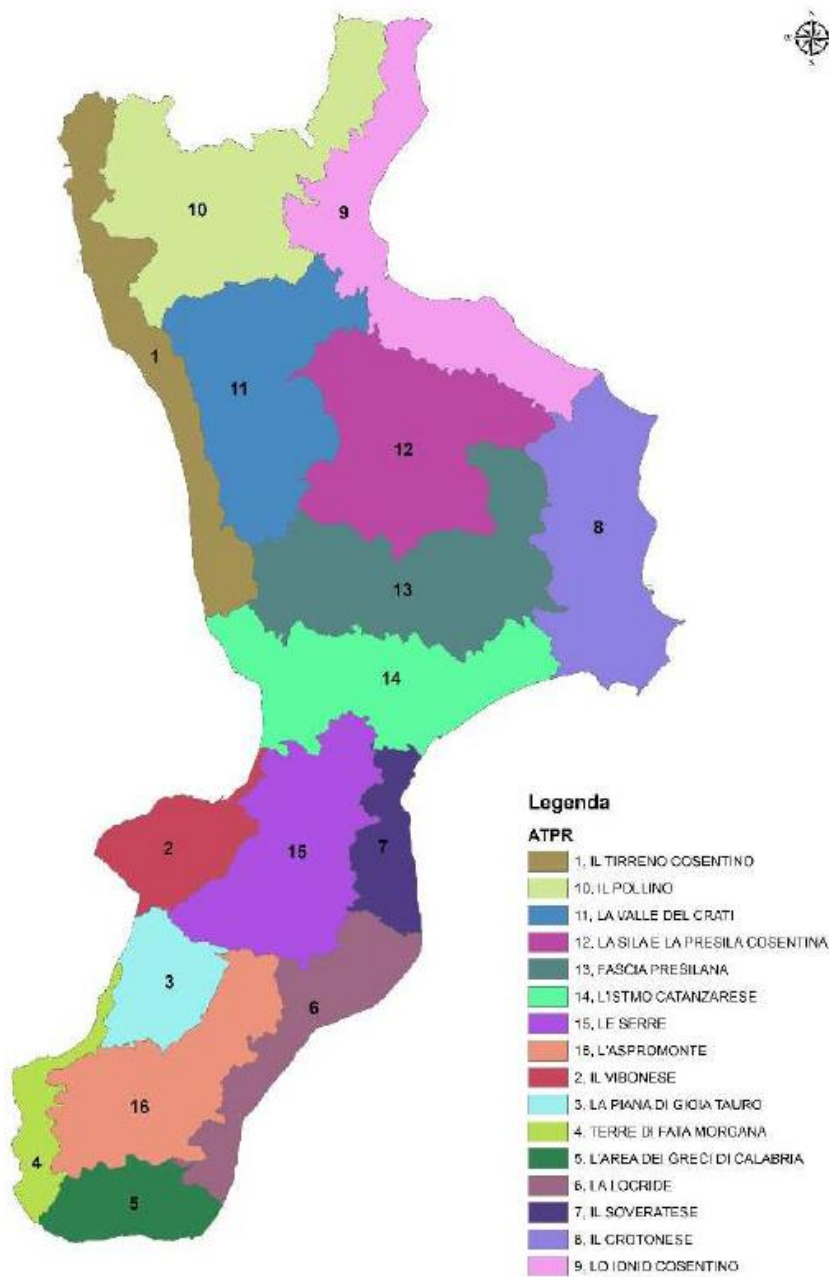 10
9
1
11
12
8
13
14
2
15
7
3
6
16
4
5
Legenda
ATPR
1, IL TIRRENO COSENTINO
10, IL POLLINO
11, LA VALLE DEL CRATI
12, LA SILA E LA PRESILA COSENTINA
13, FASCIA PRESILANA
14, L'ISTMO CATANZARESE
15, LE SERRE
16, L'ASPROMONTE
2, IL VIBONESE
3, LA PIANA DI GIOIA TAURO
4, TERRE DI FATA MORGANA
5, L'AREA DEI GRECI DI CALABRIA
6, LA LOCRIDE
7, IL SOVERATESE
8, IL CROTONESE
9, LO IONIO COSENTINO